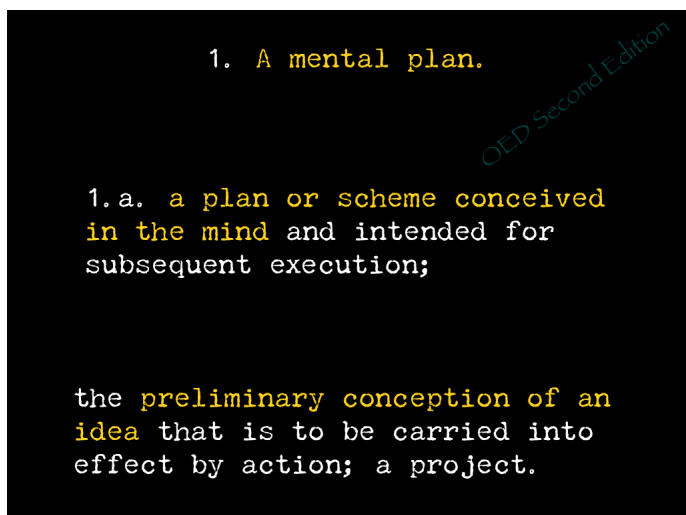 1. A mental plan.
OED Second Edition
1.a. a plan or scheme conceived
in the mind and intended for
subsequent execution;
the preliminary conception of an
idea that is to be carried into
effect by action; a project.